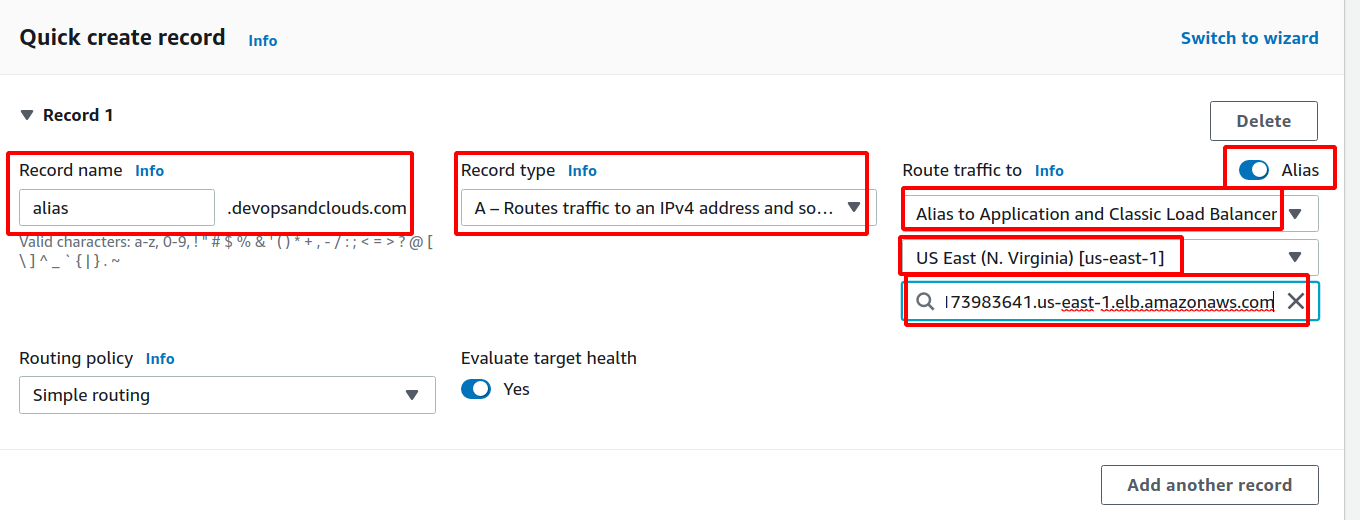 Quick create record Info Switch to wizard
Record 1
Delete
Record name Info
alias .devopsandclouds.com
Valid characters: a-z, 0-9, ! " # $ % & ' ( ) * + , - / : ; < = > ? @ [
\ ] ^ _ ` { | } . ~
Record type Info
A – Routes traffic to an IPv4 address and so...
Route traffic to Info Alias
Alias to Application and Classic Load Balancer
US East (N. Virginia) [us-east-1]
173983641.us-east-1.elb.amazonaws.com
Routing policy Info
Simple routing
Evaluate target health
Yes
Add another record